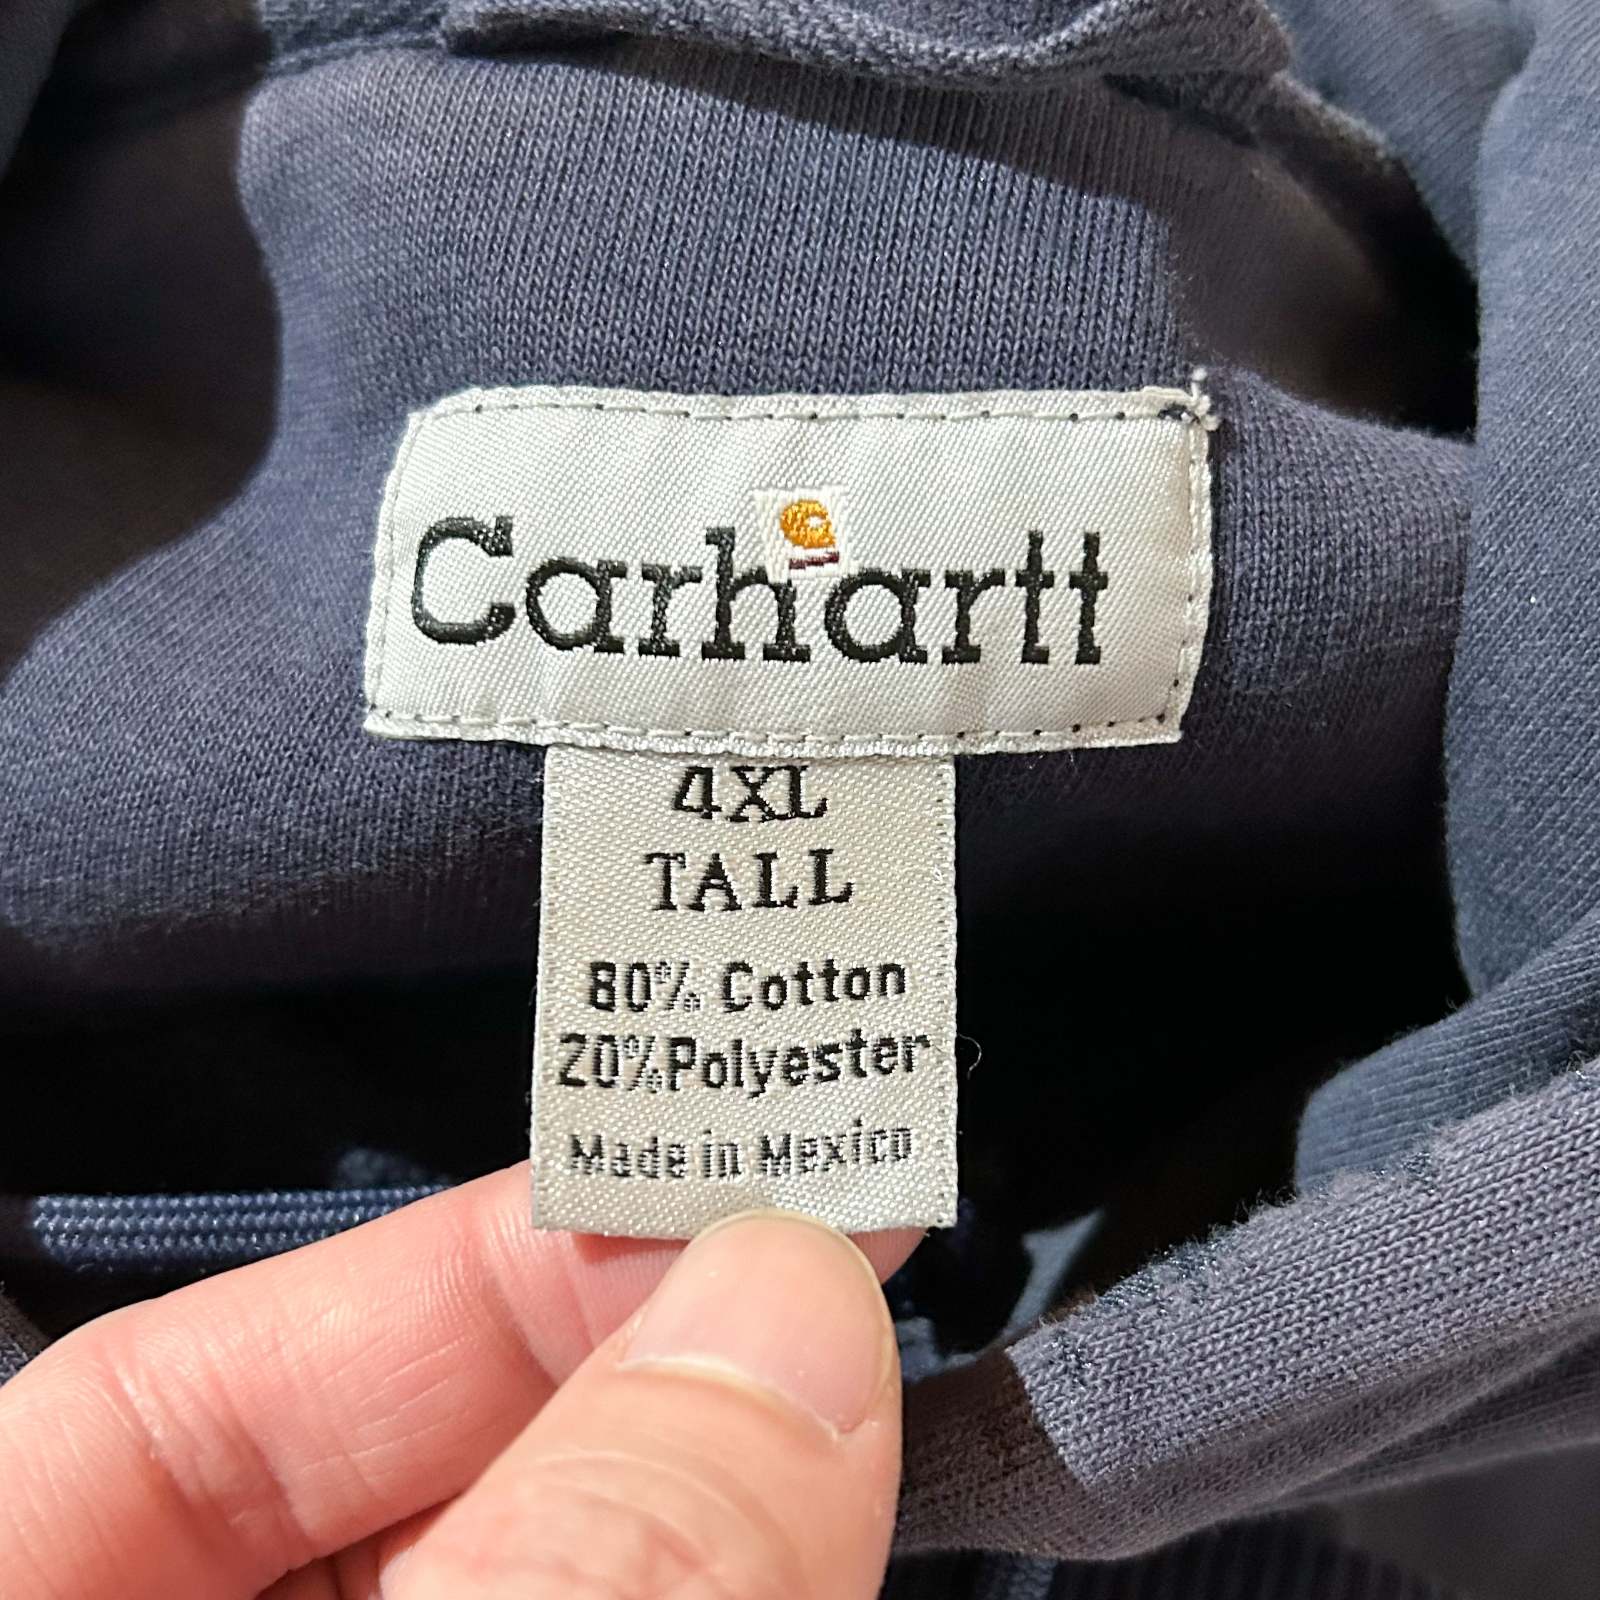 Carhartt
4XL
TALL
80% Cotton
20% Polyester
Made in Mexico